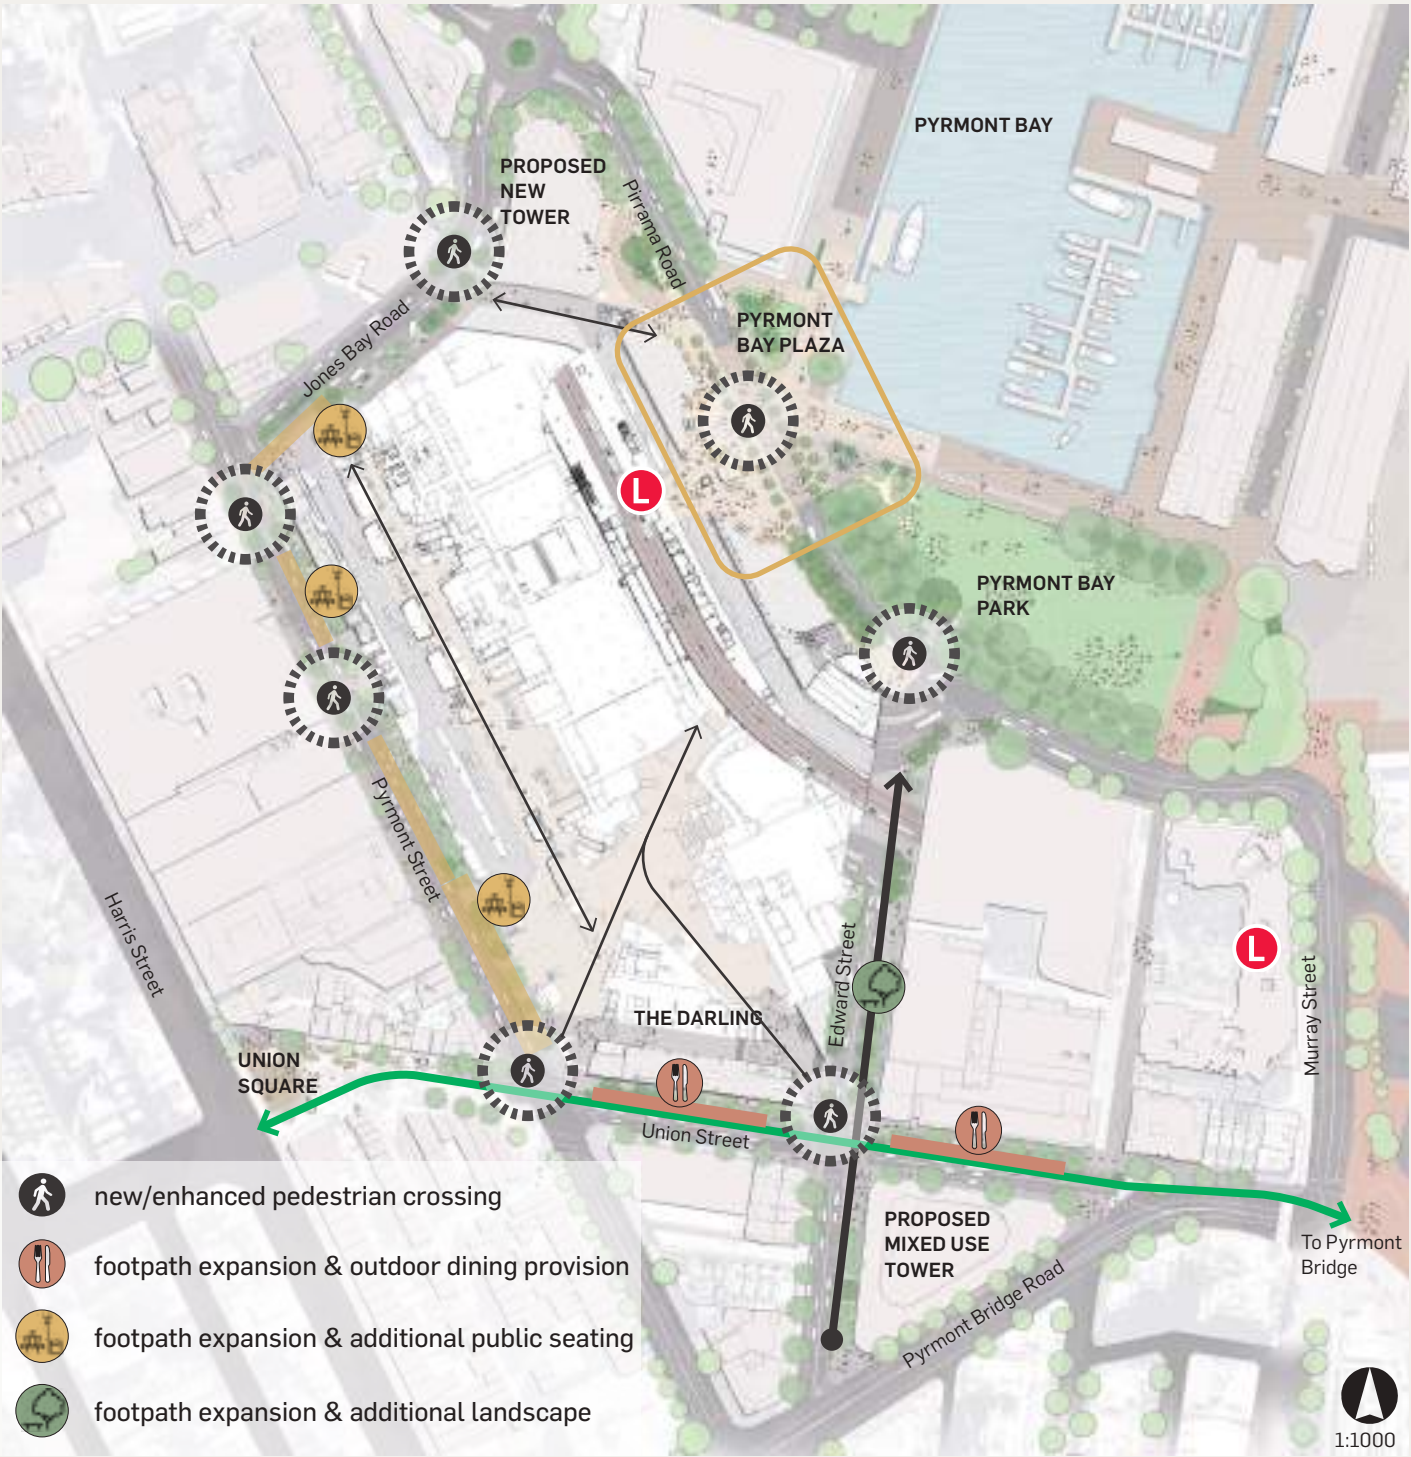 PYRMONT BAY
PROPOSED
NEW
TOWER
Pirrama Road
PYRMONT
BAY PLAZA
Jones Bay Road
L
PYRMONT BAY
PARK
Pyrmont Street
Harris Street
Edward Street
L
Murray Street
THE DARLING
UNION
SQUARE
Union Street
PROPOSED
MIXED USE
TOWER
To Pyrmont
Bridge
Pyrmont Bridge Road
new/enhanced pedestrian crossing
footpath expansion & outdoor dining provision
footpath expansion & additional public seating
footpath expansion & additional landscape
1:1000